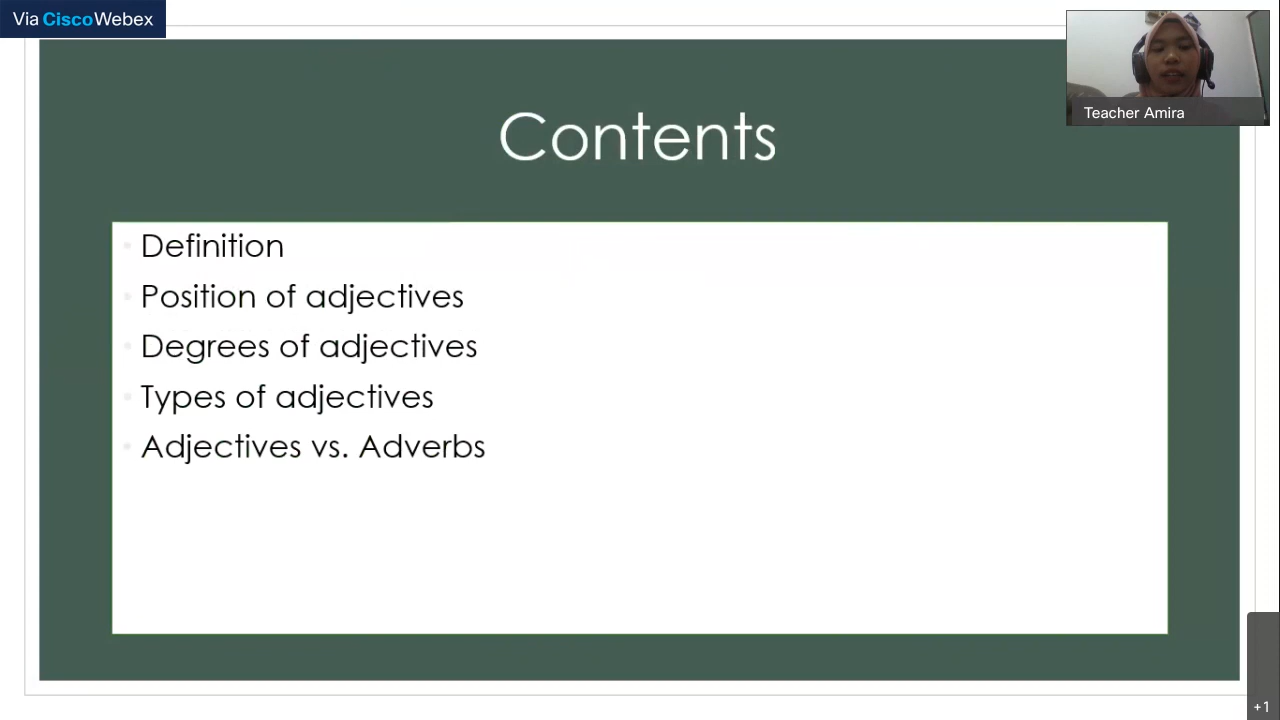 Via CiscoWebex
Teacher Amira
Contents
Definition
Position of adjectives
Degrees of adjectives
Types of adjectives
Adjectives vs. Adverbs
+1